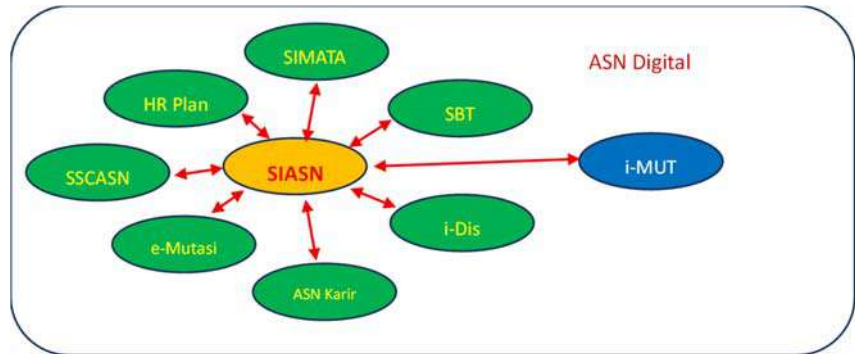 SIMATA
ASN Digital
HR Plan
SBT
SSCASN
SIASN
i-MUT
e-Mutasi
i-Dis
ASN Karir